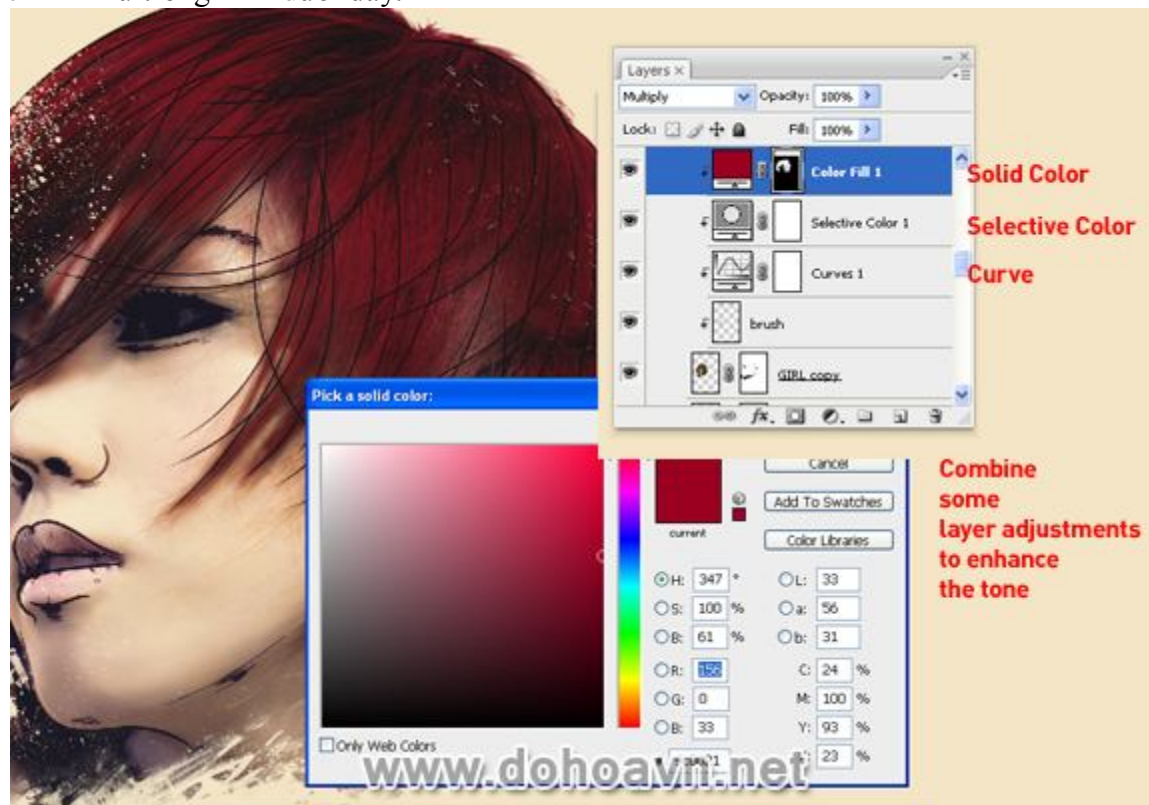 Layers ×
Multiply Opacity: 100%
Lock: Fill: 100%
Color Fill 1
Solid Color
Selective Color 1
Selective Color
Curves 1
Curve
brush
GIRL copy
fx.
Pick a solid color:
Cancel
Add To Swatches
current
Color Libraries
Combine
some
layer adjustments
to enhance
the tone
H: 347 ° L: 33
S: 100 % a: 56
B: 61 % b: 31
R: 156 C: 24 %
G: 0 M: 100 %
B: 33 Y: 93 %
23 %
Only Web Colors
www.dohoavn.net